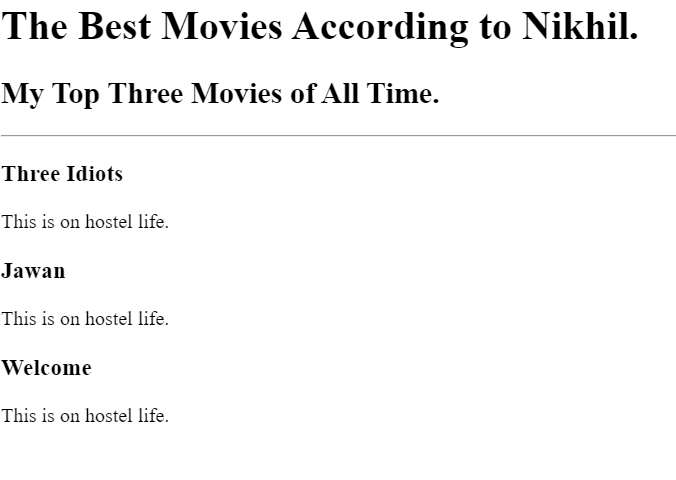 The Best Movies According to Nikhil.
My Top Three Movies of All Time.
Three Idiots
This is on hostel life.
Jawan
This is on hostel life.
Welcome
This is on hostel life.